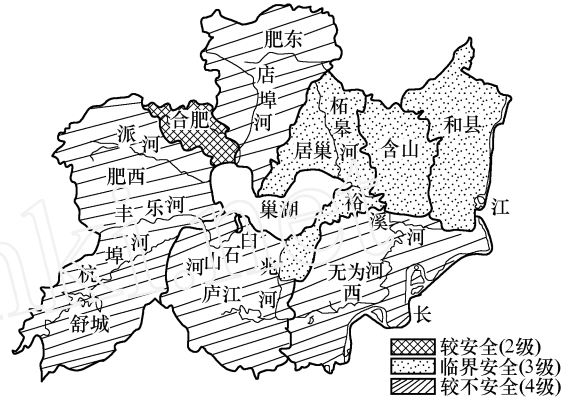 肥东
店埠河
合肥
派河
肥西
丰乐河
杭埠河
舒城
巢湖
居巢
柘皋河
含山
和县
裕溪河
江
长
白石山河
庐江
兆河
无为
西河
较安全(2级)
临界安全(3级)
较不安全(4级)